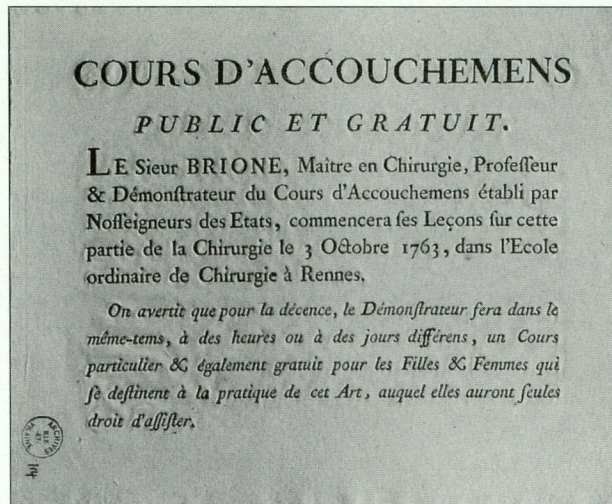 COURS D'ACCOUCHEMENS
PUBLIC ET GRATUIT.
LE Sieur BRIONE, Maître en Chirurgie, Profeſſeur
& Démonſtrateur du Cours d'Accouchemens établi par
Noſſeigneurs des Etats, commencera ſes Leçons ſur cette
partie de la Chirurgie le 3 Octobre 1763, dans l'Ecole
ordinaire de Chirurgie à Rennes.
On avertit que pour la décence, le Démonſtrateur fera dans le
même-tems, à des heures ou à des jours différens, un Cours
particulier & également gratuit pour les Filles & Femmes qui
ſe deſtinent à la pratique de cet Art, auquel elles auront ſeules
droit d'aſſiſter.
ARCHIVES